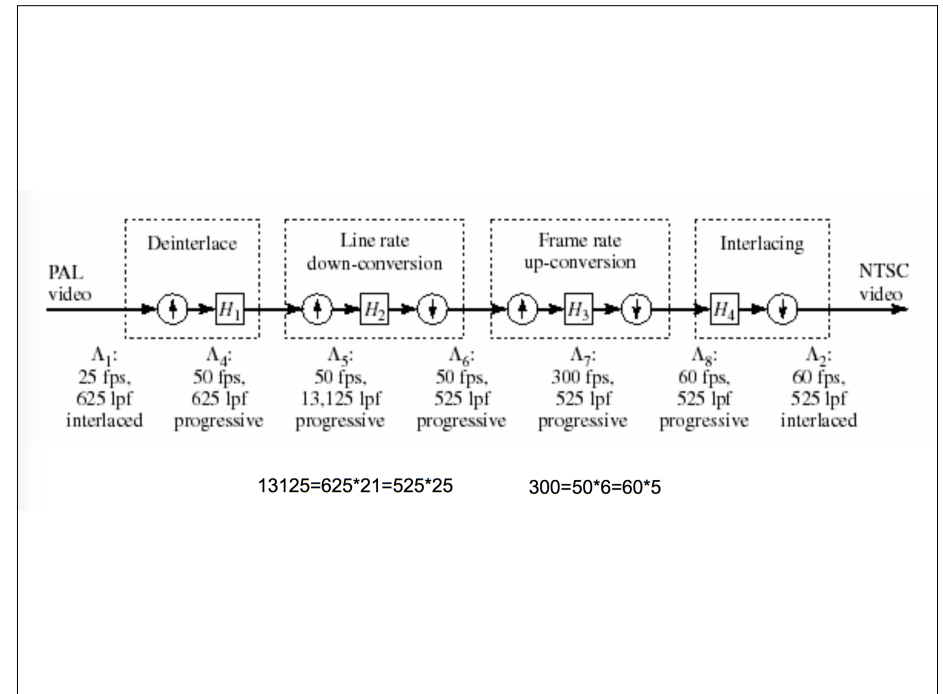 Deinterlace
Line rate
down-conversion
Frame rate
up-conversion
Interlacing
PAL
video
NTSC
video
H₁
H₂
H₃
H₄
Λ₁:
25 fps,
625 lpf
interlaced
Λ₄:
50 fps,
625 lpf
progressive
Λ₅:
50 fps,
13,125 lpf
progressive
Λ₆:
50 fps,
525 lpf
progressive
Λ₇:
300 fps,
525 lpf
progressive
Λ₈:
60 fps,
525 lpf
progressive
Λ₂:
60 fps,
525 lpf
interlaced
13125=625*21=525*25
300=50*6=60*5